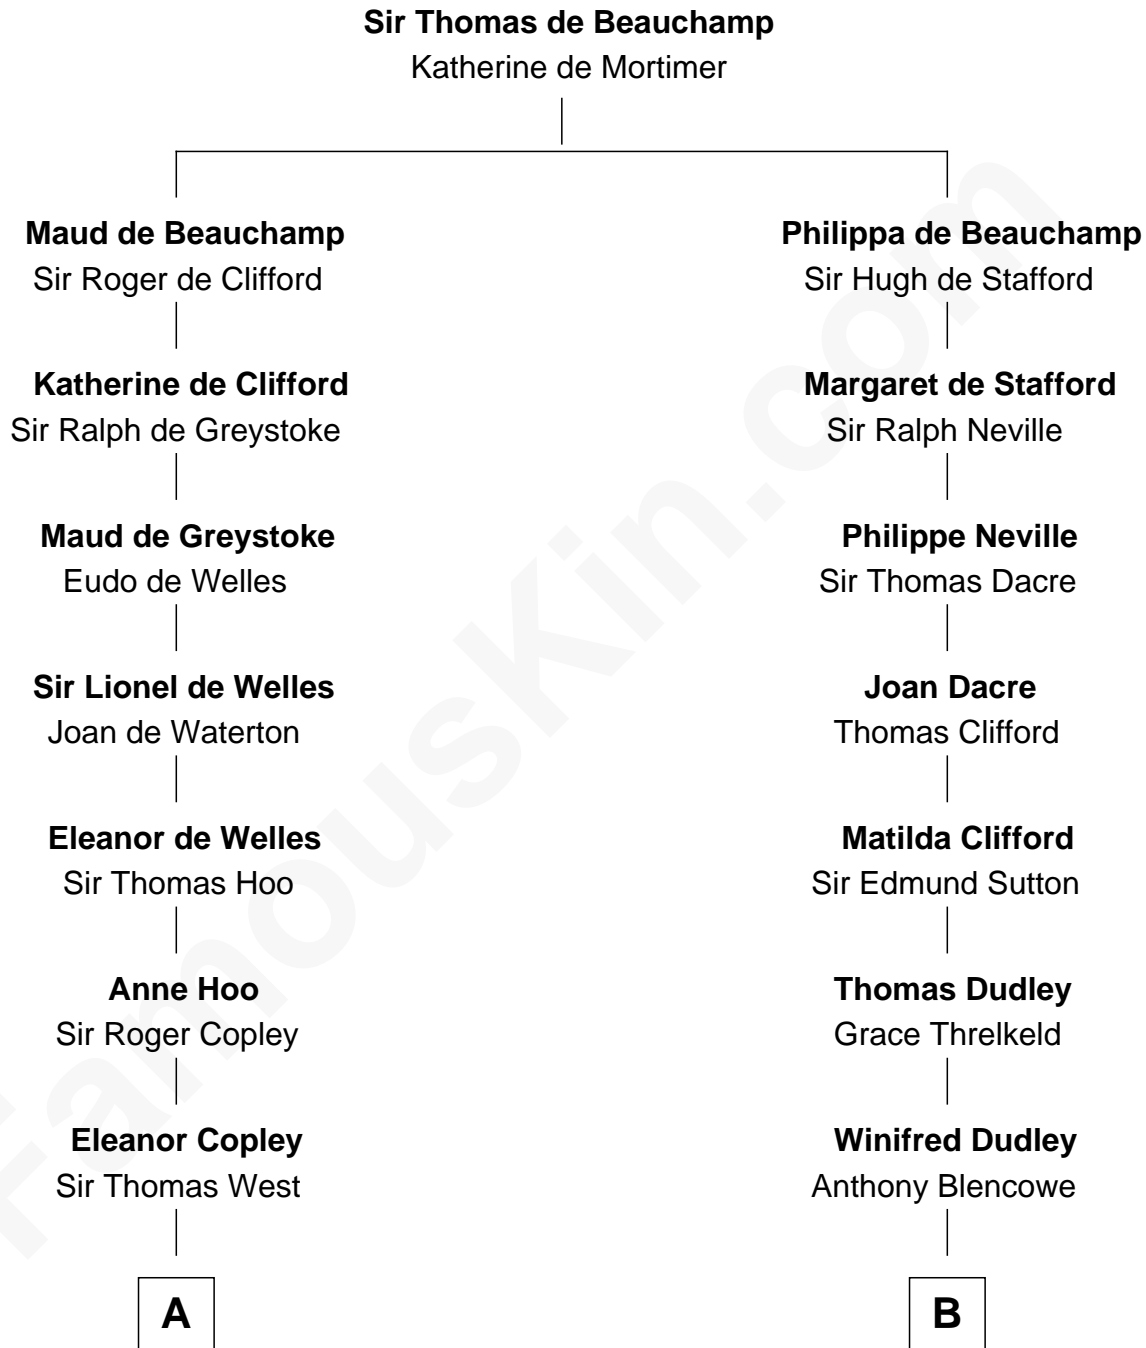 Sir Thomas de Beauchamp
Katherine de Mortimer
Maud de Beauchamp
Sir Roger de Clifford
Philippa de Beauchamp
Sir Hugh de Stafford
Katherine de Clifford
Sir Ralph de Greystoke
Margaret de Stafford
Sir Ralph Neville
Maud de Greystoke
Eudo de Welles
Philippe Neville
Sir Thomas Dacre
Sir Lionel de Welles
Joan de Waterton
Joan Dacre
Thomas Clifford
Eleanor de Welles
Sir Thomas Hoo
Matilda Clifford
Sir Edmund Sutton
Anne Hoo
Sir Roger Copley
Thomas Dudley
Grace Threlkeld
Eleanor Copley
Sir Thomas West
Winifred Dudley
Anthony Blencowe
A
B
FamousKin.com